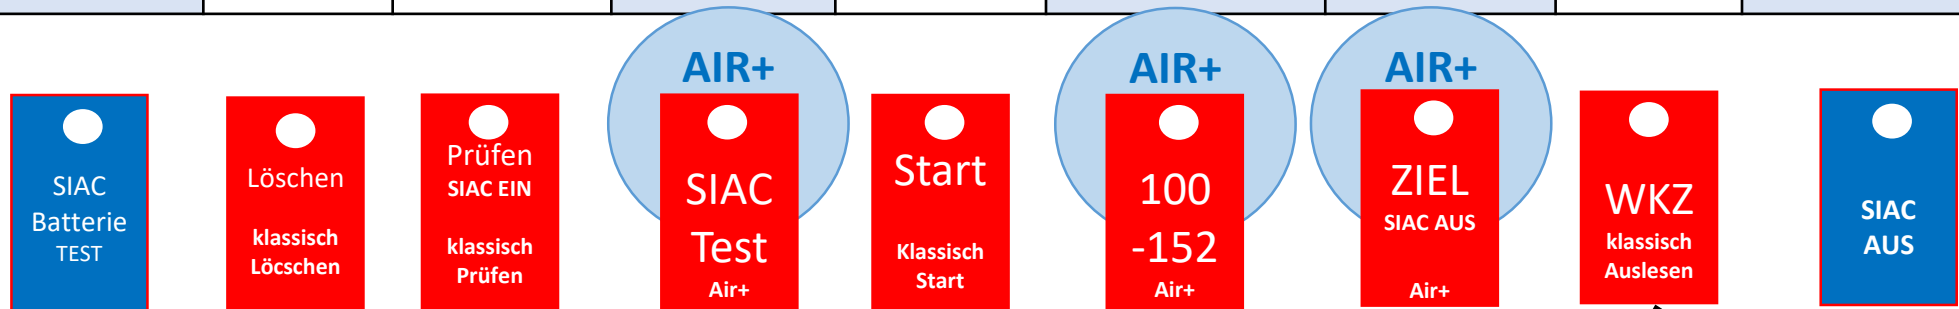 SIAC
Batterie
TEST
Löschen
klassisch
Löcschen
Prüfen
SIAC EIN
klassisch
Prüfen
AIR+
SIAC
Test
Air+
Start
Klassisch
Start
AIR+
100
-152
Air+
AIR+
ZIEL
SIAC AUS
Air+
WKZ
klassisch
Auslesen
SIAC
AUS